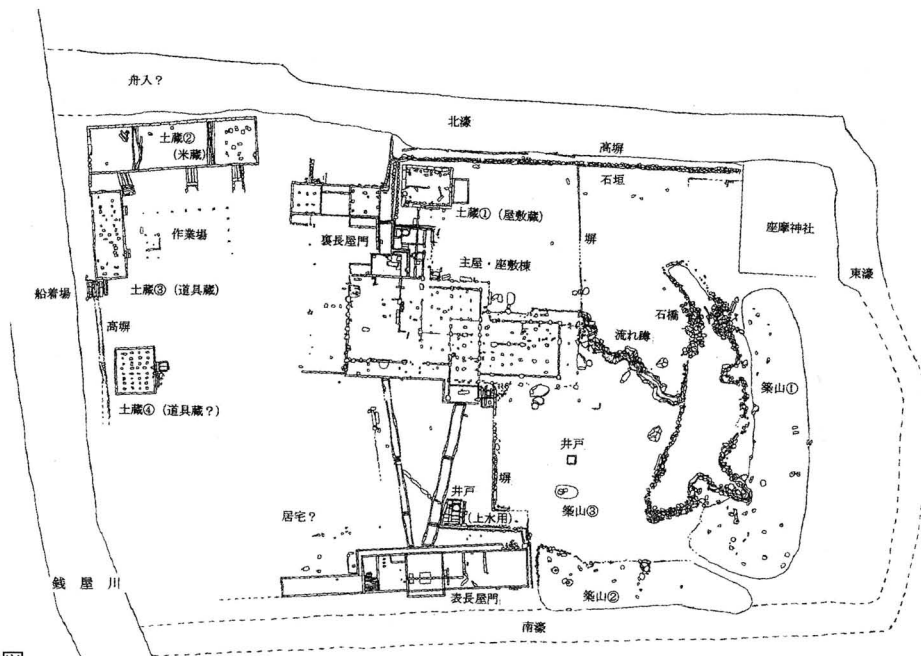 舟入？
北濠
高塀
土蔵②
（米蔵）
石垣
土蔵①（屋敷蔵）
座摩神社
作業場
裏長屋門
塀
主屋・座敷棟
東濠
船着場
土蔵③（道具蔵）
石橋
高塀
流れ蹲
築山①
土蔵④（道具蔵？）
井戸
塀
井戸
（上水用）
築山③
居宅？
銭屋川
表長屋門
築山②
南濠